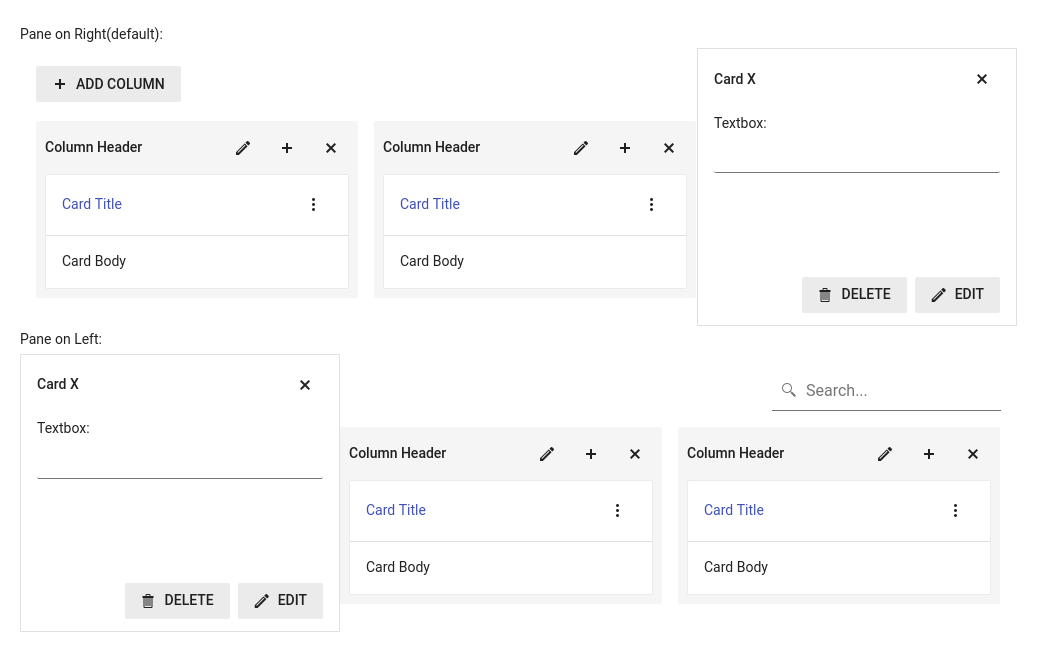 Pane on Right(default):
ADD COLUMN
Column Header
Card Title
Card Body
Column Header
Card Title
Card Body
Card X
Textbox:
DELETE
EDIT
Pane on Left:
Card X
Textbox:
DELETE
EDIT
Search...
Column Header
Card Title
Card Body
Column Header
Card Title
Card Body